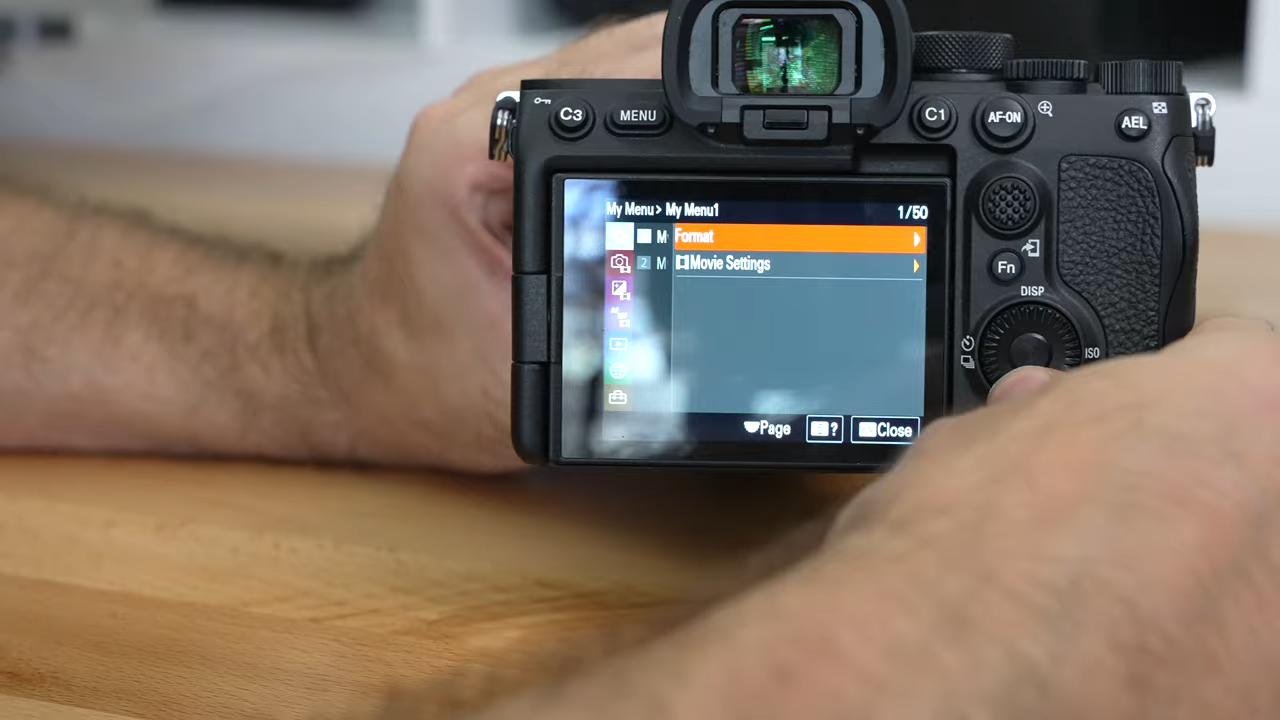 C3
MENU
C1
AF-ON
AEL
My Menu> My Menu1 1/50
M Format
2 M Movie Settings
Page ? Close
Fn
DISP
ISO